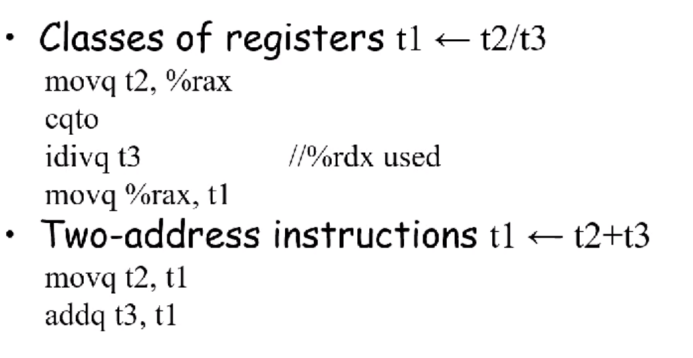 • Classes of registers t1 ← t2/t3
movq t2, %rax
cqto
idivq t3 //%rdx used
movq %rax, t1
• Two-address instructions t1 ← t2+t3
movq t2, t1
addq t3, t1